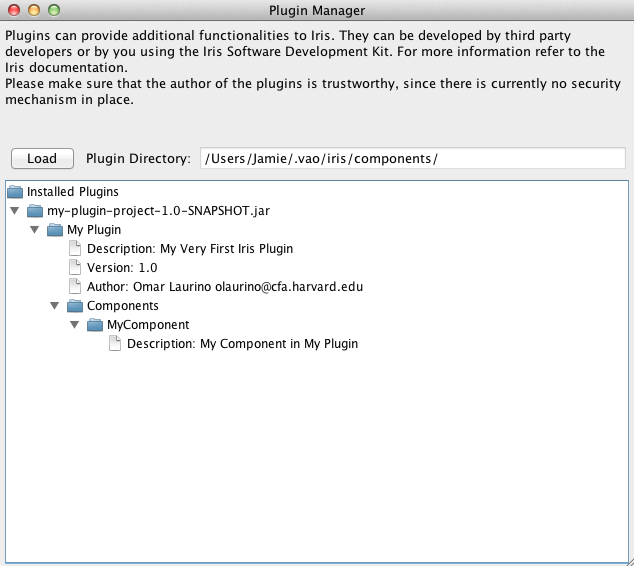 Plugin Manager
Plugins can provide additional functionalities to Iris. They can be developed by third party
developers or by you using the Iris Software Development Kit. For more information refer to the
Iris documentation.
Please make sure that the author of the plugins is trustworthy, since there is currently no security
mechanism in place.
Load Plugin Directory: /Users/Jamie/.vao/iris/components/
Installed Plugins
my-plugin-project-1.0-SNAPSHOT.jar
My Plugin
Description: My Very First Iris Plugin
Version: 1.0
Author: Omar Laurino olaurino@cfa.harvard.edu
Components
MyComponent
Description: My Component in My Plugin